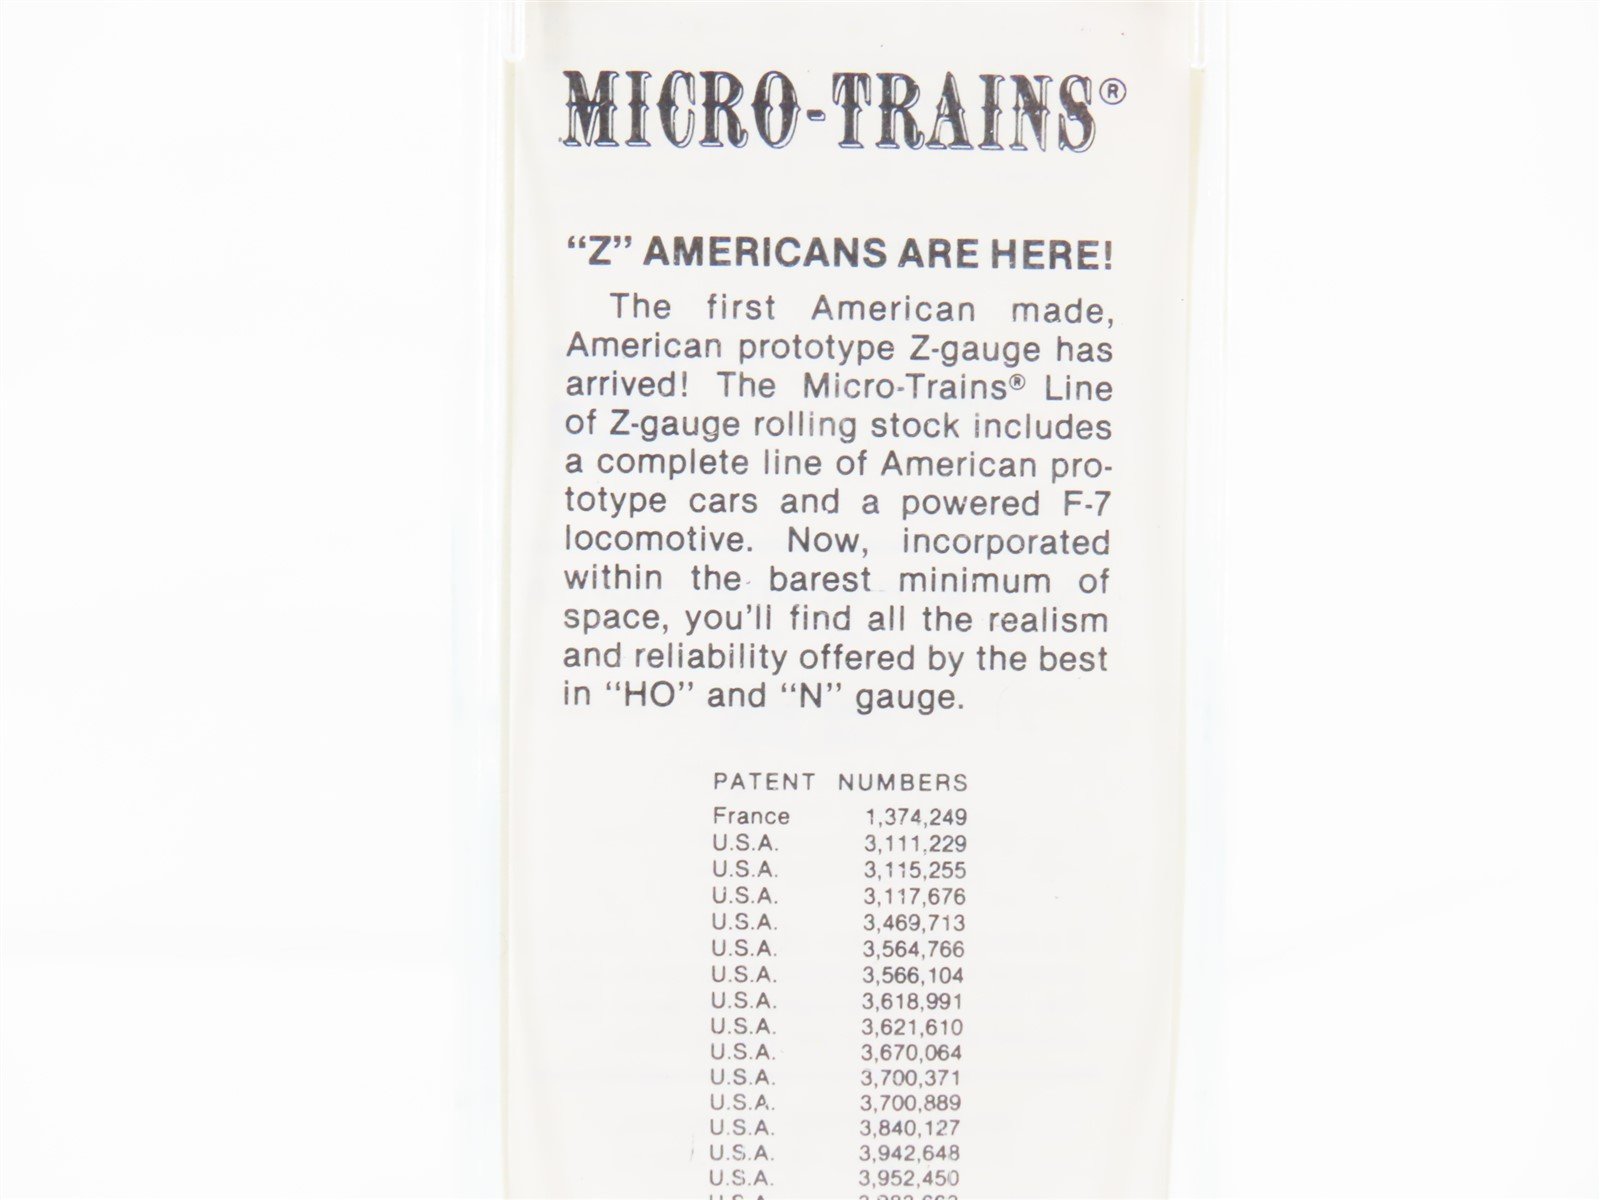 MICRO-TRAINS®
“Z” AMERICANS ARE HERE!
The first American made,
American prototype Z-gauge has
arrived! The Micro-Trains® Line
of Z-gauge rolling stock includes
a complete line of American pro-
totype cars and a powered F-7
locomotive. Now, incorporated
within the barest minimum of
space, you'll find all the realism
and reliability offered by the best
in “HO” and “N” gauge.
PATENT NUMBERS
France 1,374,249
U.S.A. 3,111,229
U.S.A. 3,115,255
U.S.A. 3,117,676
U.S.A. 3,469,713
U.S.A. 3,564,766
U.S.A. 3,566,104
U.S.A. 3,618,991
U.S.A. 3,621,610
U.S.A. 3,670,064
U.S.A. 3,700,371
U.S.A. 3,700,889
U.S.A. 3,840,127
U.S.A. 3,942,648
U.S.A. 3,952,450
U.S.A.